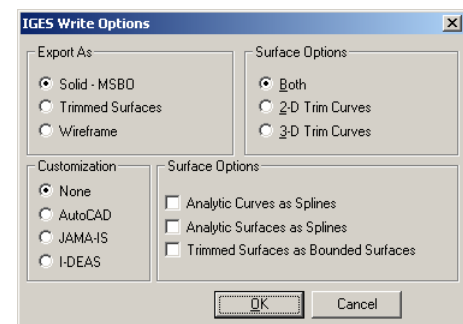 IGES Write Options
Export As
Solid - MSBO
Trimmed Surfaces
Wireframe
Surface Options
Both
2-D Trim Curves
3-D Trim Curves
Customization
None
AutoCAD
JAMA-IS
I-DEAS
Surface Options
Analytic Curves as Splines
Analytic Surfaces as Splines
Trimmed Surfaces as Bounded Surfaces
OK
Cancel